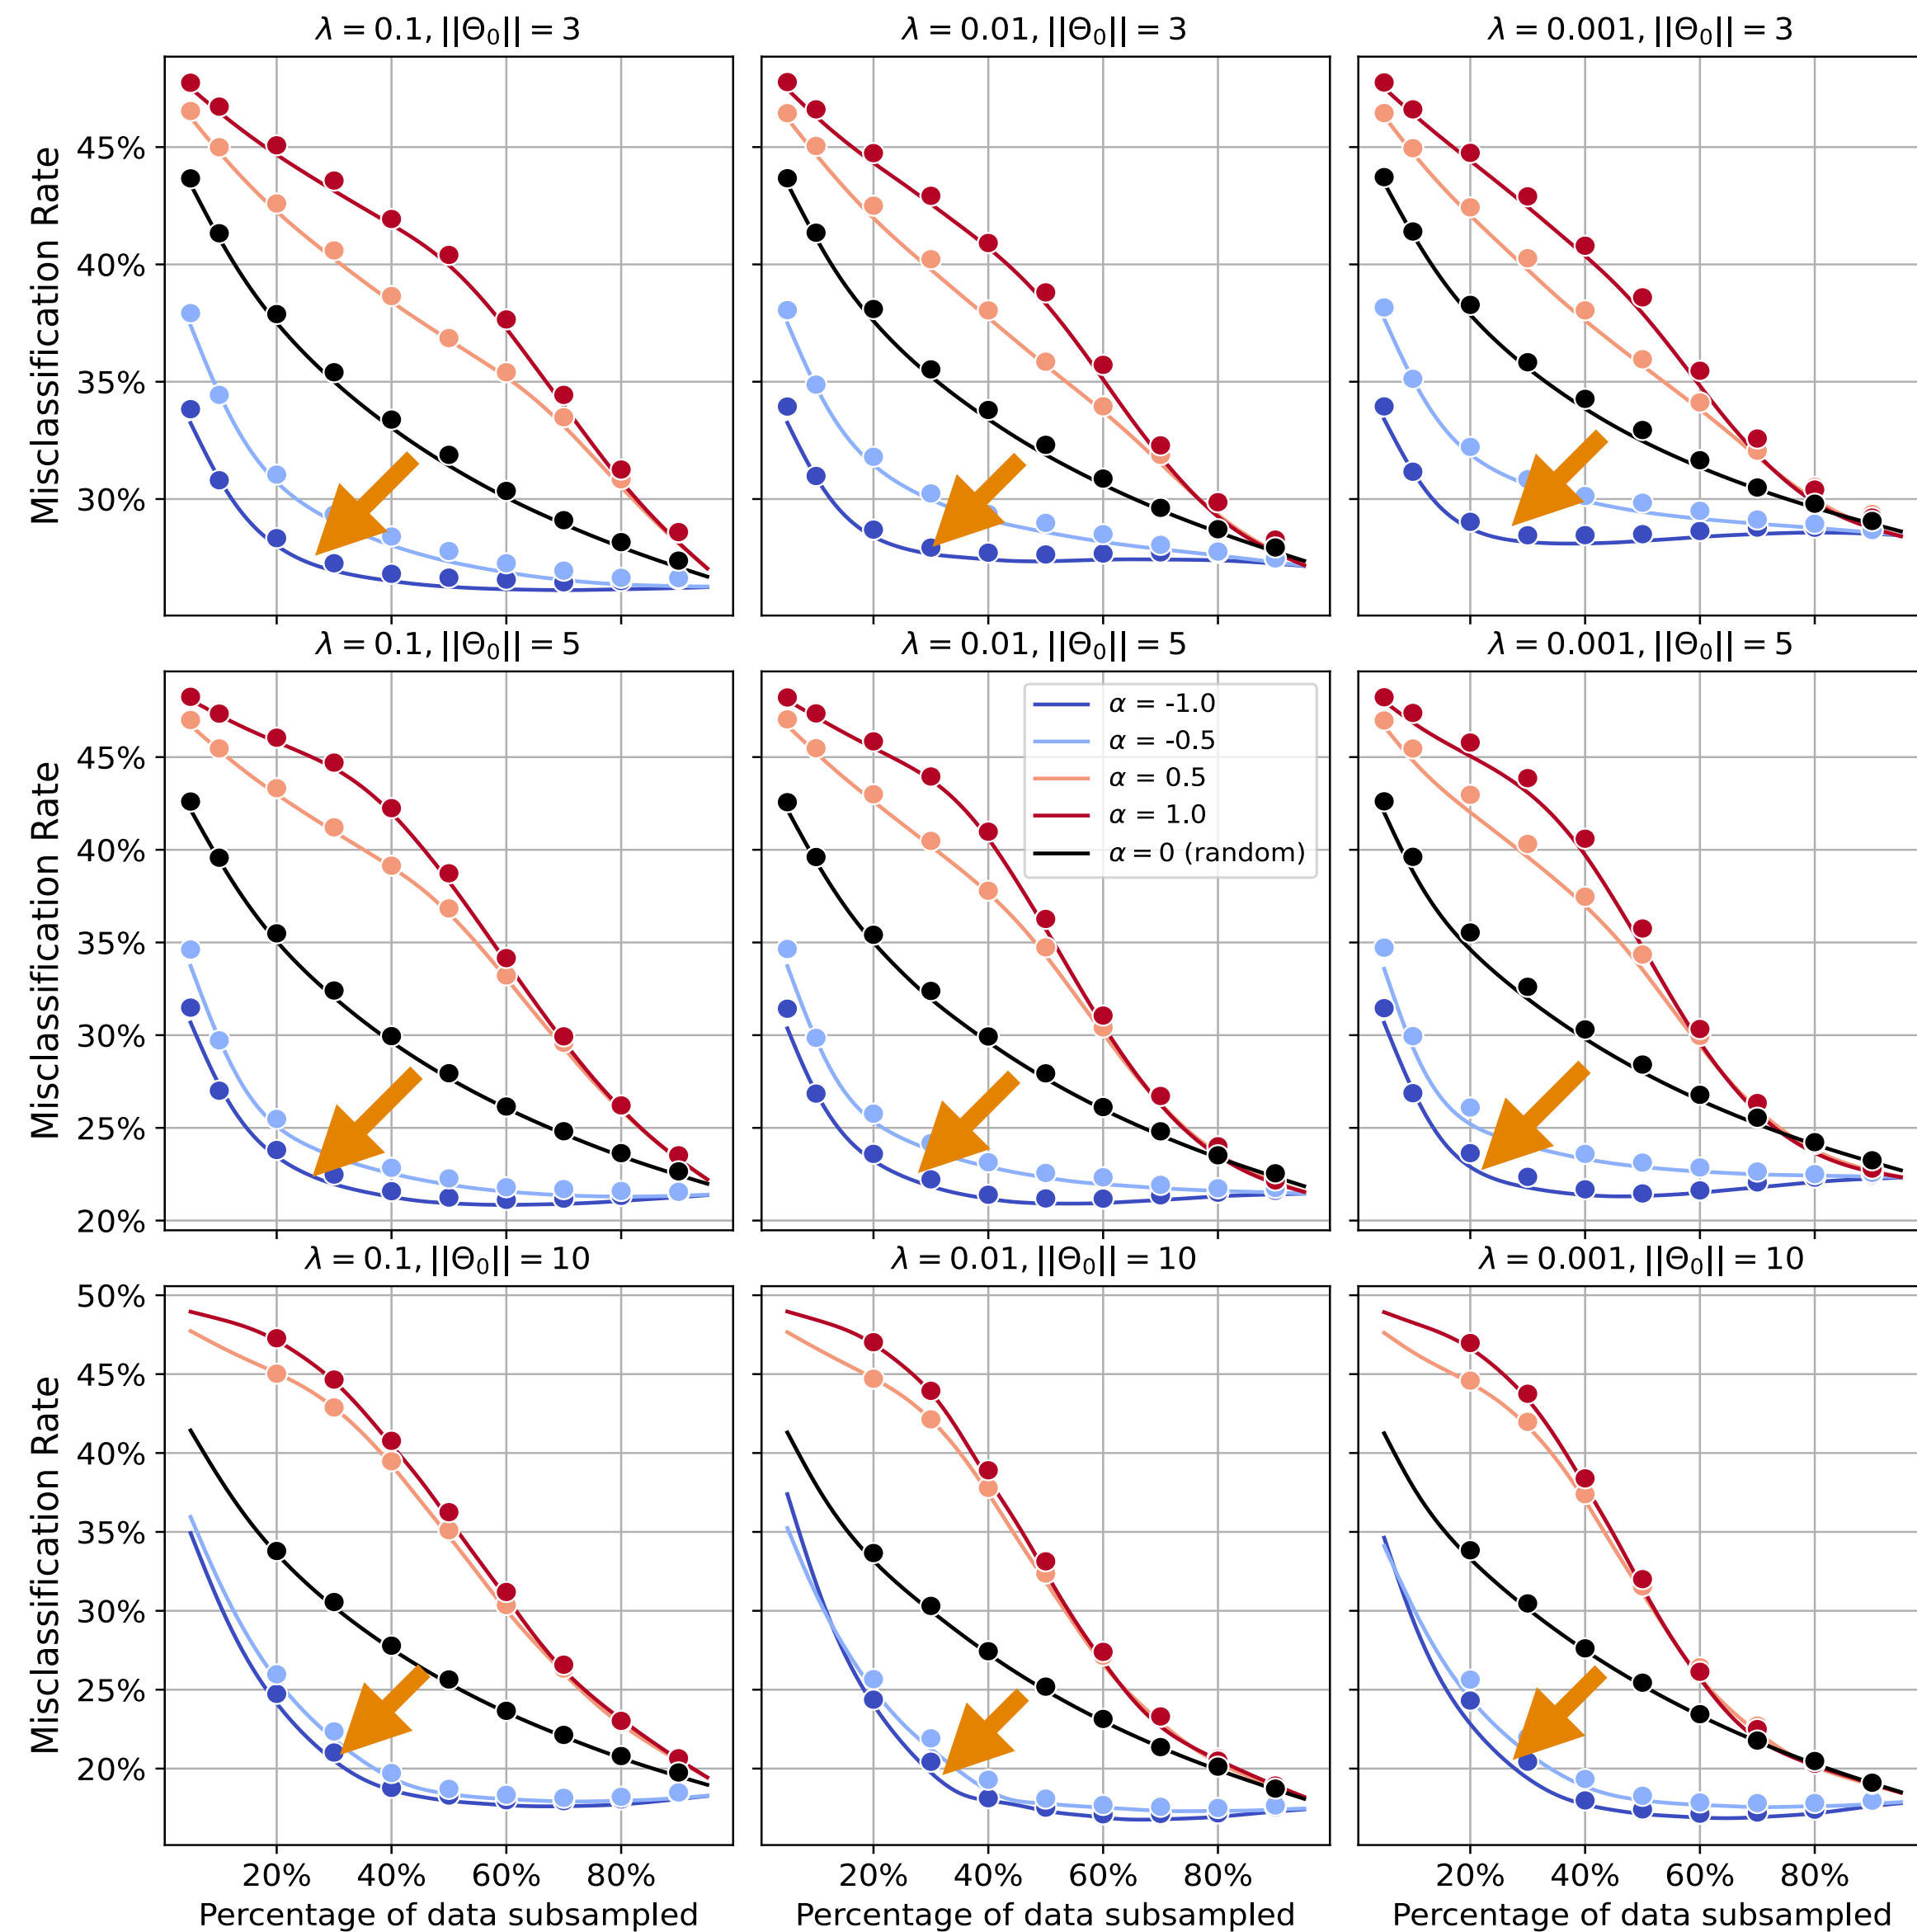 λ = 0.1, ||Θ₀|| = 3
λ = 0.01, ||Θ₀|| = 3
λ = 0.001, ||Θ₀|| = 3
Misclassification Rate
45%
40%
35%
30%
λ = 0.1, ||Θ₀|| = 5
λ = 0.01, ||Θ₀|| = 5
λ = 0.001, ||Θ₀|| = 5
Misclassification Rate
45%
40%
35%
30%
25%
20%
α = -1.0
α = -0.5
α = 0.5
α = 1.0
α = 0 (random)
λ = 0.1, ||Θ₀|| = 10
λ = 0.01, ||Θ₀|| = 10
λ = 0.001, ||Θ₀|| = 10
Misclassification Rate
50%
45%
40%
35%
30%
25%
20%
20% 40% 60% 80%
20% 40% 60% 80%
20% 40% 60% 80%
Percentage of data subsampled
Percentage of data subsampled
Percentage of data subsampled